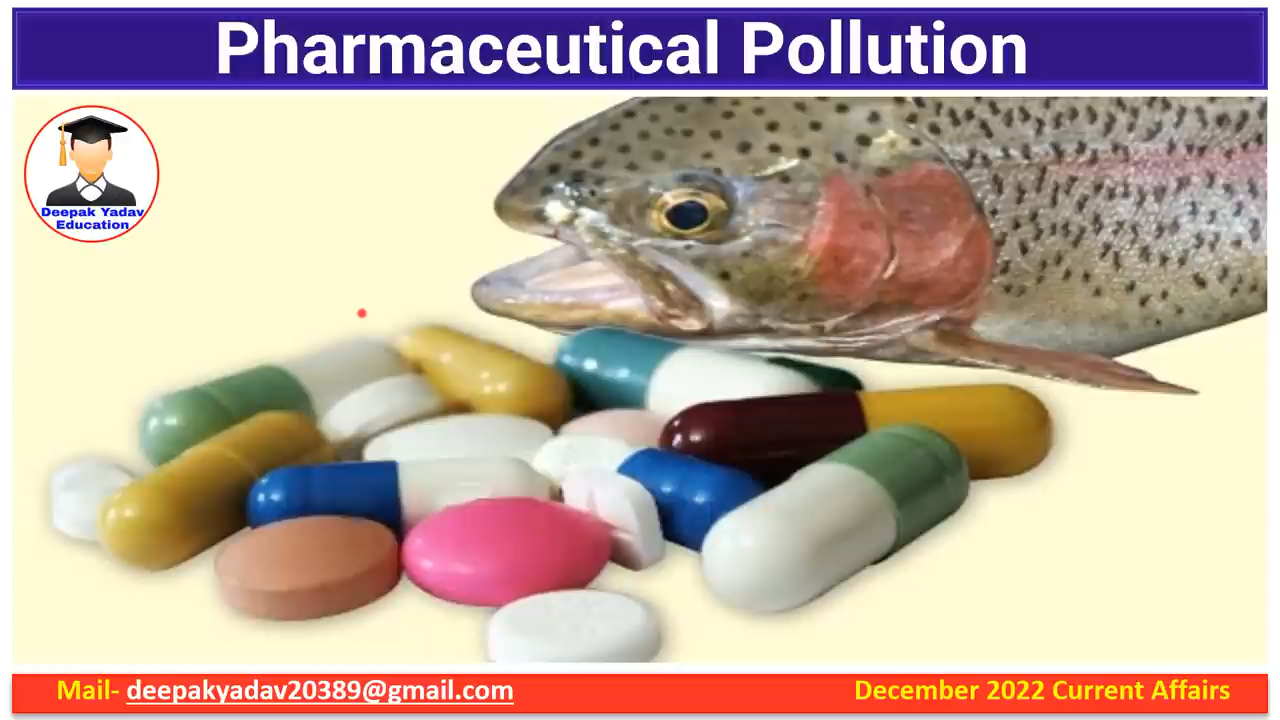 Pharmaceutical Pollution
Deepak Yadav
Education
Mail- deepakyadav20389@gmail.com
December 2022 Current Affairs